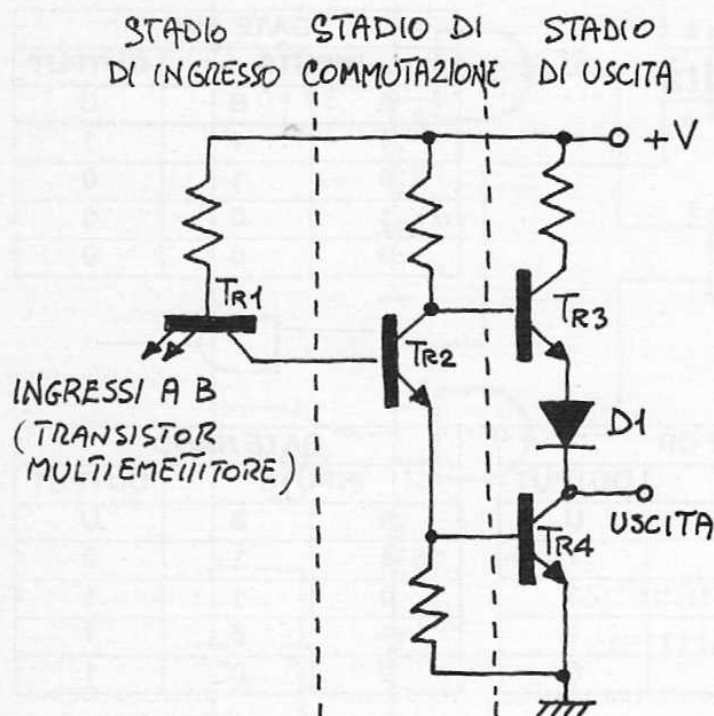 STADIO DI INGRESSO
STADIO DI COMMUTAZIONE
STADIO DI USCITA
+V
TR1
TR2
TR3
INGRESSI A B
(TRANSISTOR
MULTIEMETTITORE)
D1
USCITA
TR4